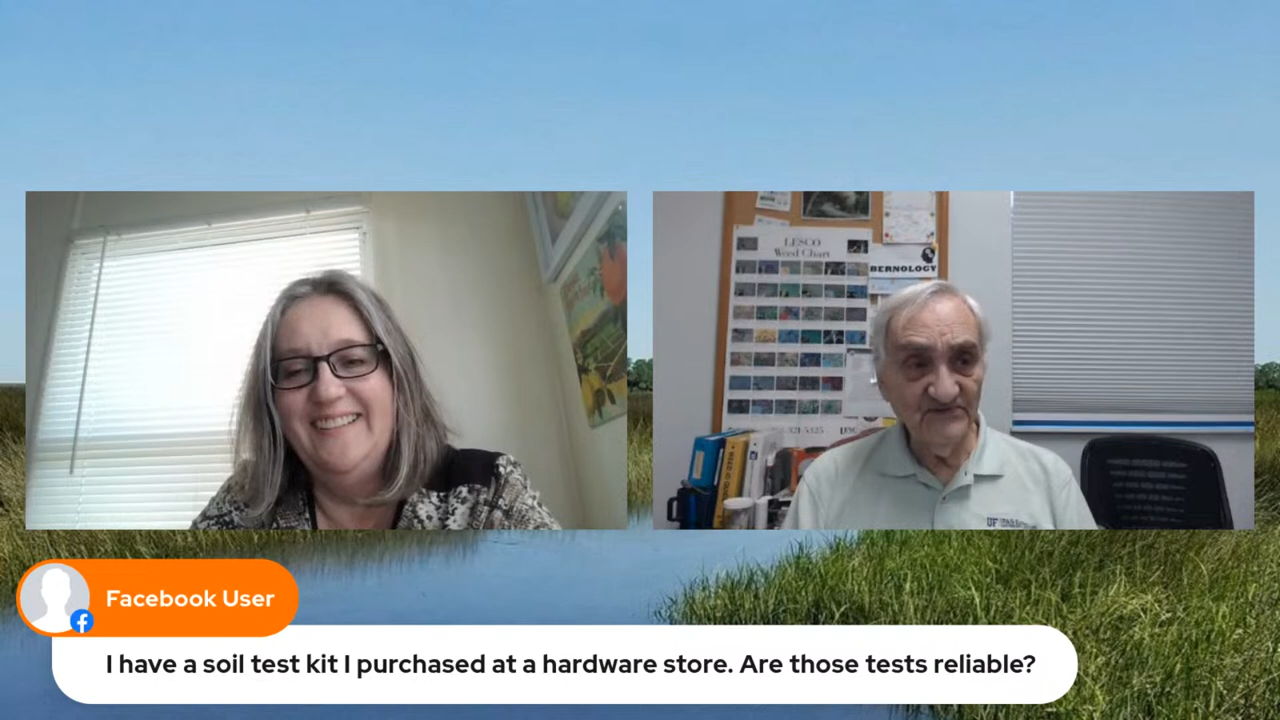 LESCO
Weed Chart
BERNOLOGY
UF
Facebook User
I have a soil test kit I purchased at a hardware store. Are those tests reliable?